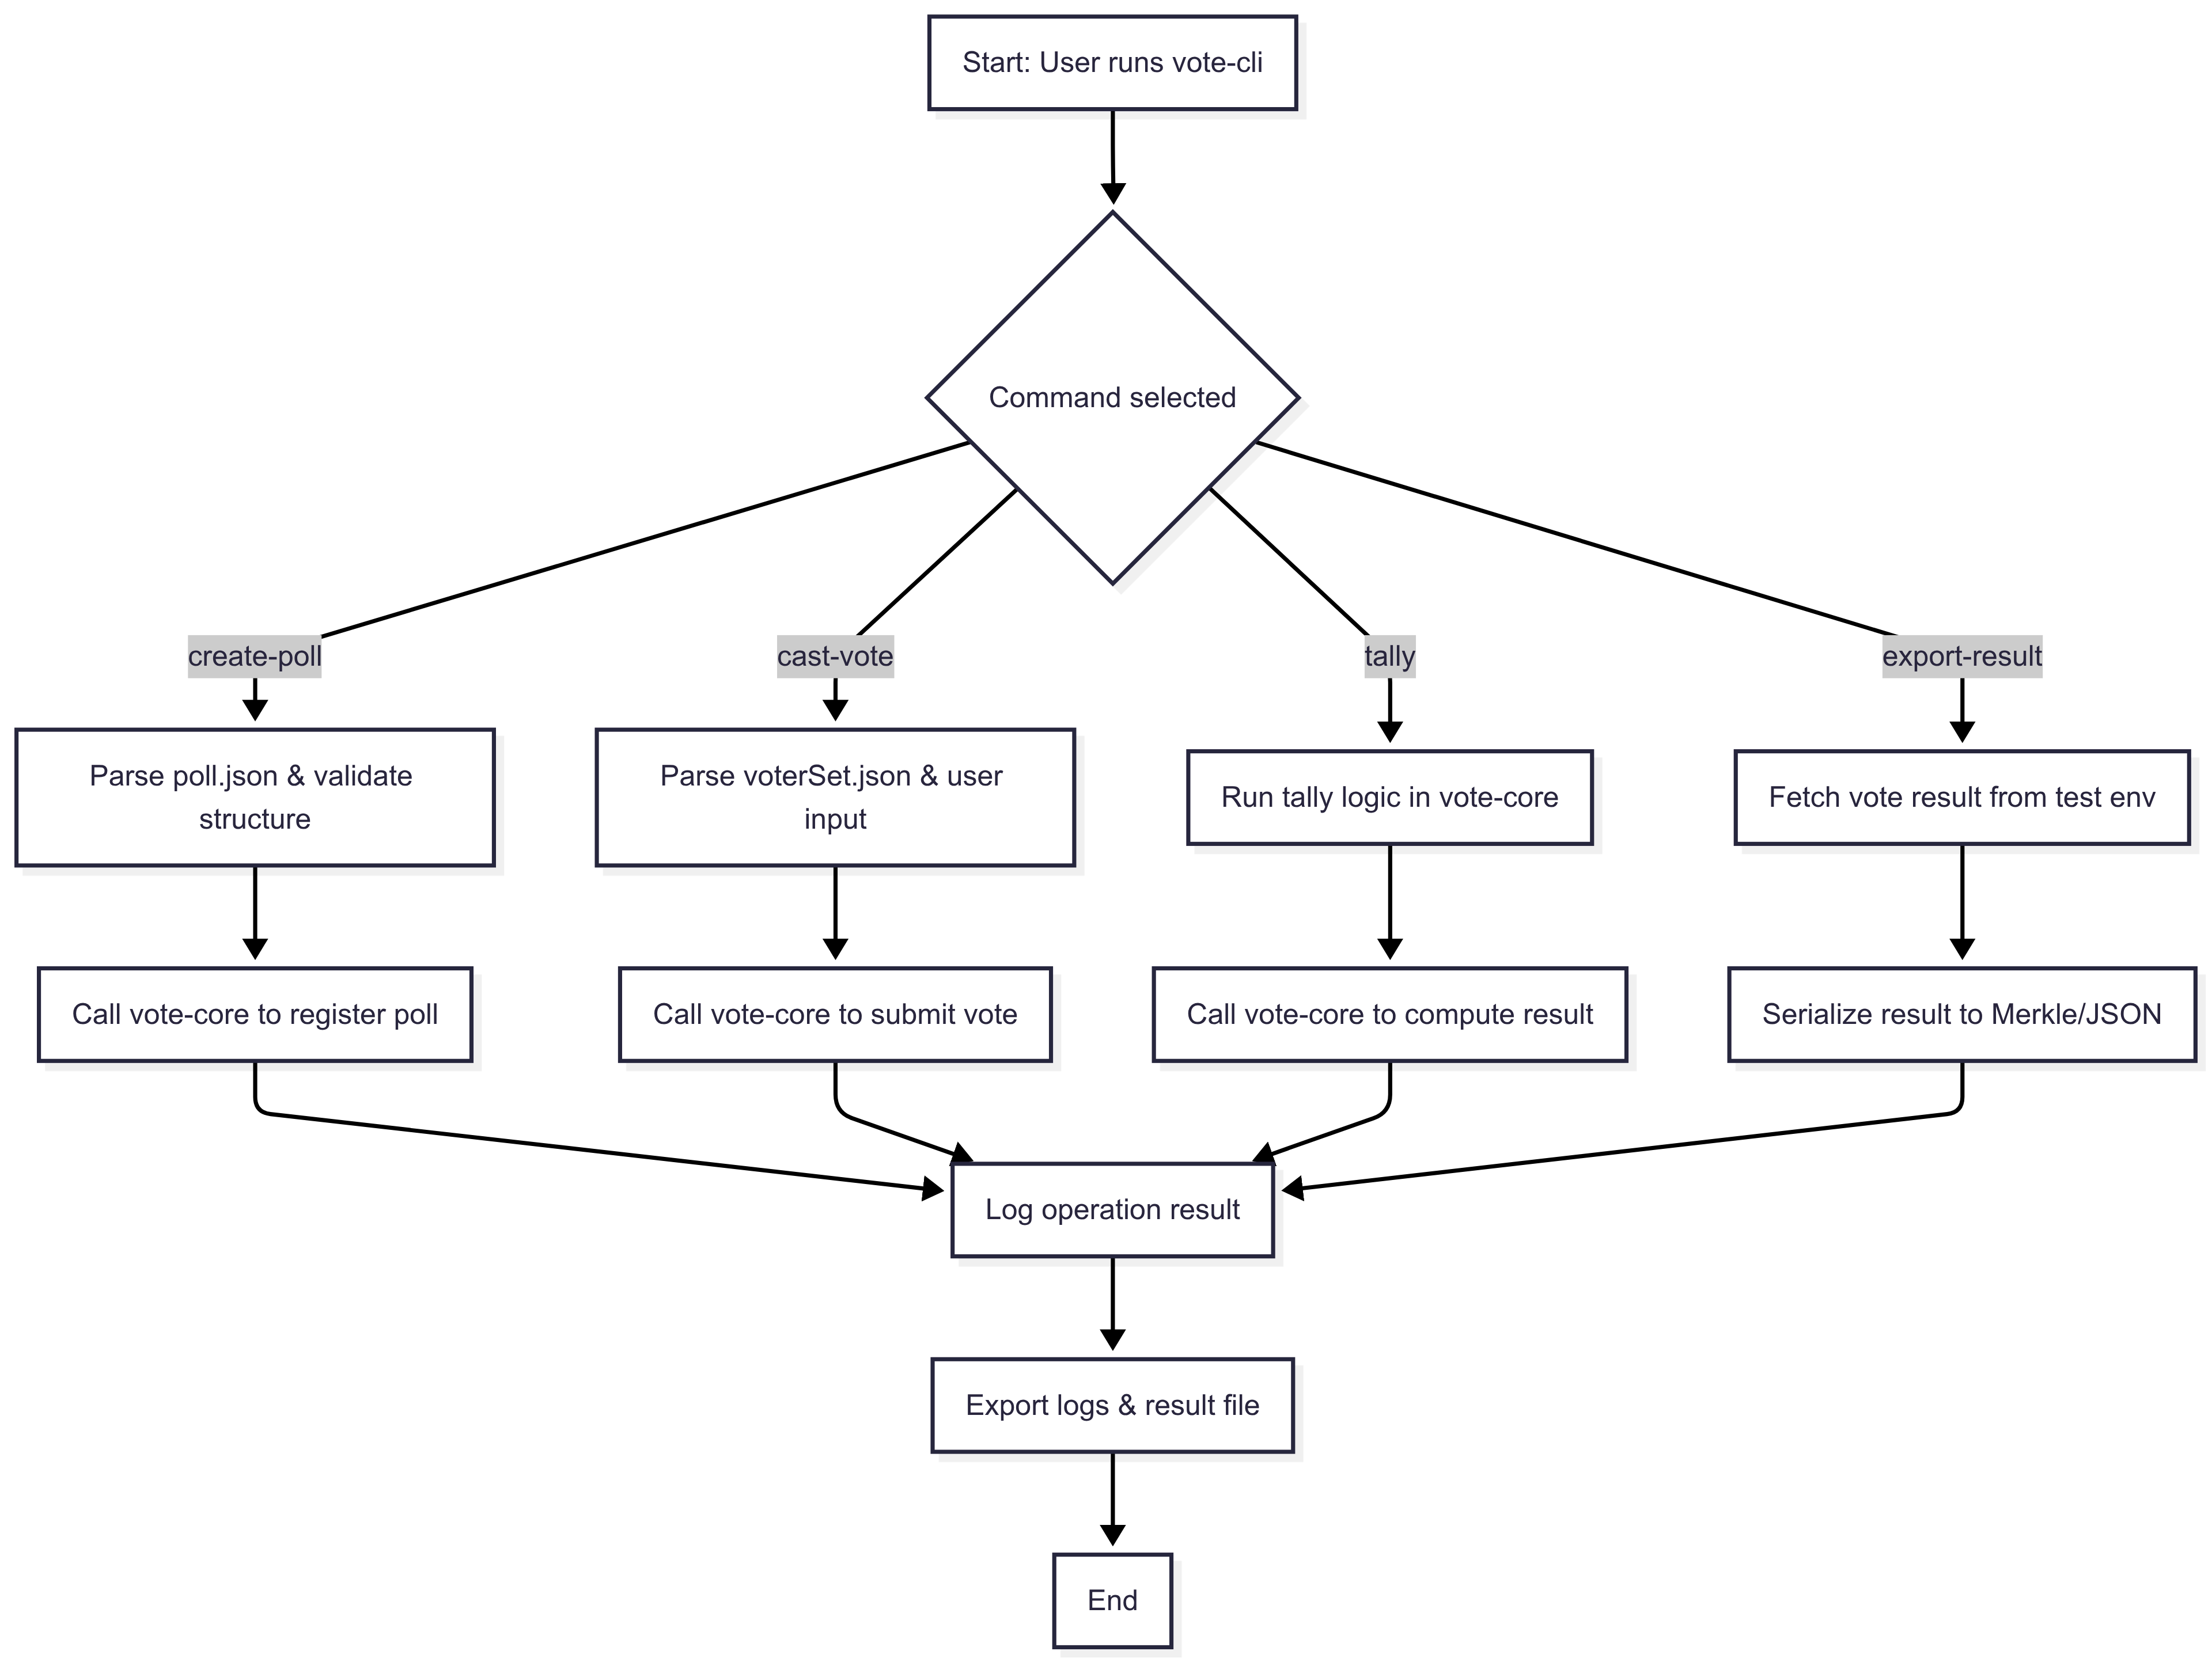 Start: User runs vote-cli
Command selected
create-poll
cast-vote
tally
export-result
Parse poll.json & validate
structure
Parse voterSet.json & user
input
Run tally logic in vote-core
Fetch vote result from test env
Call vote-core to register poll
Call vote-core to submit vote
Call vote-core to compute result
Serialize result to Merkle/JSON
Log operation result
Export logs & result file
End